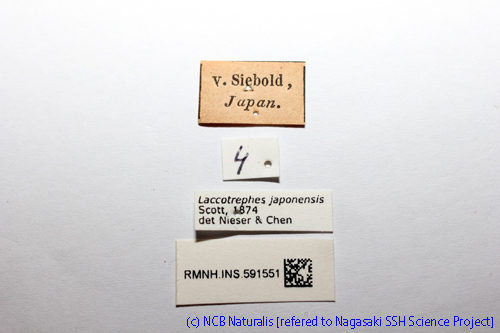 v. Siebold,
Japan.
4
Laccotrephes japonensis
Scott, 1874
det Nieser & Chen
RMNH.INS.591551
(c) NCB Naturalis [refered to Nagasaki SSH Science Project]